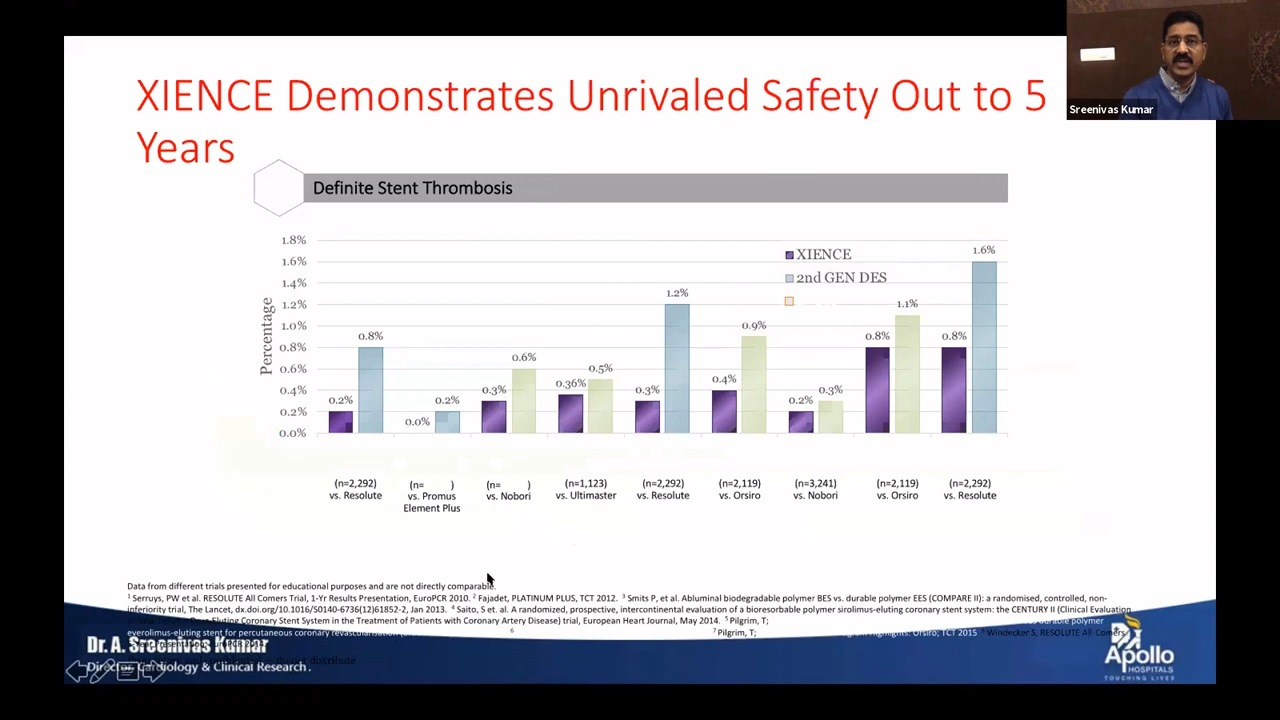 XIENCE Demonstrates Unrivaled Safety Out to 5
Years
Sreenivas Kumar
Definite Stent Thrombosis
Percentage
1.8%
1.6%
1.4%
1.2%
1.0%
0.8%
0.6%
0.4%
0.2%
0.0%
XIENCE
2nd GEN DES
0.2% 0.8% 0.0% 0.2% 0.3% 0.6% 0.36% 0.5% 0.3% 1.2% 0.4% 0.9% 0.2% 0.3% 0.8% 1.1% 0.8% 1.6%
(n=2,292) (n= ) (n= ) (n=1,123) (n=2,292) (n=2,119) (n=3,241) (n=2,119) (n=2,292)
vs. Resolute vs. Promus vs. Nobori vs. Ultimaster vs. Resolute vs. Orsiro vs. Nobori vs. Orsiro vs. Resolute
Element Plus
Data from different trials presented for educational purposes and are not directly comparable.
1 Serruys, PW et al. RESOLUTE All Comers Trial, 1-Yr Results Presentation, EuroPCR 2010. 2 Fajadet, PLATINUM PLUS, TCT 2012. 3 Smits P, et al. Abluminal biodegradable polymer BES vs. durable polymer EES (COMPARE II): a randomised, controlled, non-
inferiority trial, The Lancet, dx.doi.org/10.1016/S0140-6736(12)61852-2, Jan 2013. 4 Saito, S et. al. A randomized, prospective, intercontinental evaluation of a bioresorbable polymer sirolimus-eluting coronary stent system: the CENTURY II (Clinical Evaluation
Eluting Coronary Stent System in the Treatment of Patients with Coronary Artery Disease) trial, European Heart Journal, May 2014. 5 Pilgrim, T; durable polymer
everolimus-eluting stent for percutaneous coronary 6 7 Pilgrim, T; Orsiro; TCT 2015 8 Windecker S, RESOLUTE All-Comers
distribute
Dr. A. Sreenivas Kumar
Director, Cardiology & Clinical Research.
Apollo
HOSPITALS
TOUCHING LIVES